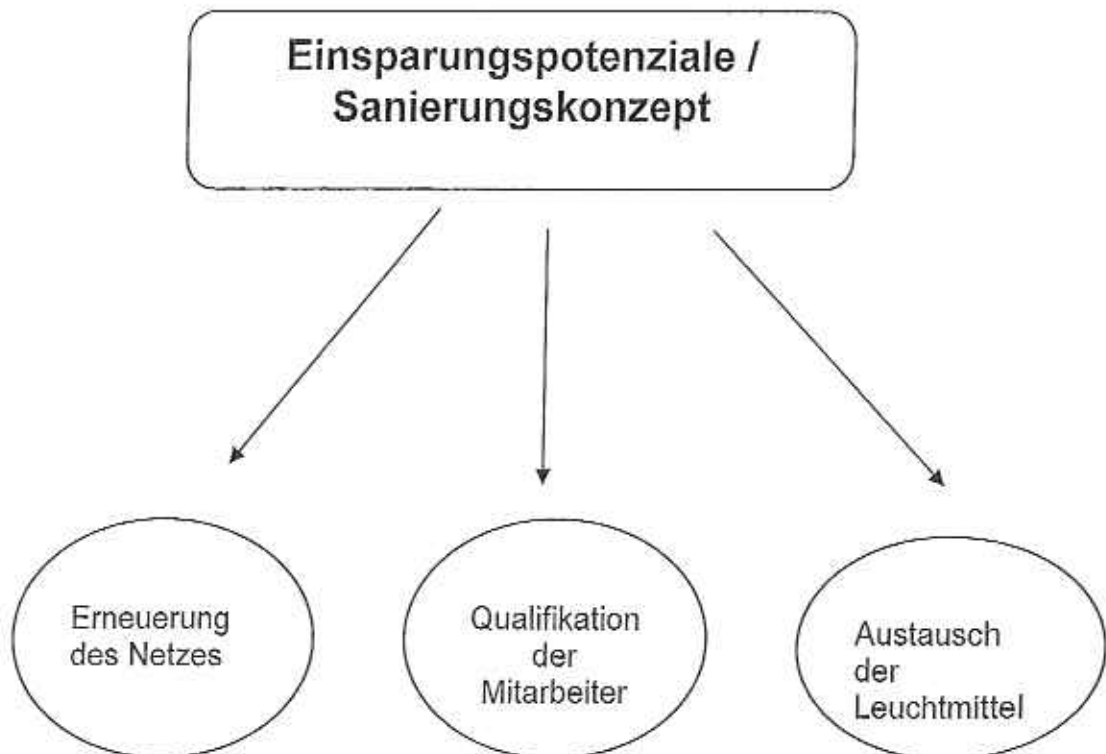 Einsparungspotenziale /
Sanierungskonzept
Erneuerung
des Netzes
Qualifikation
der
Mitarbeiter
Austausch
der
Leuchtmittel